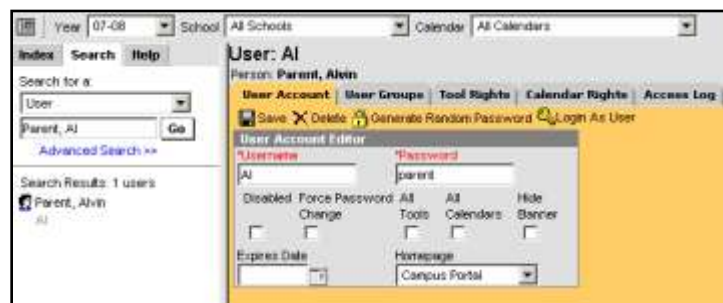 Year 07-08 School All Schools Calendar All Calendars
Index Search Help
Search for a:
User
Parent, Al Go
Advanced Search >>
Search Results: 1 users
Parent, Alvin
Al
User: Al
Person: Parent, Alvin
User Account User Groups Tool Rights Calendar Rights Access Log
Save Delete Generate Random Password Login As User
User Account Editor
*Username *Password
Al parent
Disabled Force Password Change All Tools All Calendars Hide Banner
Expires Date Homepage
Campus Portal